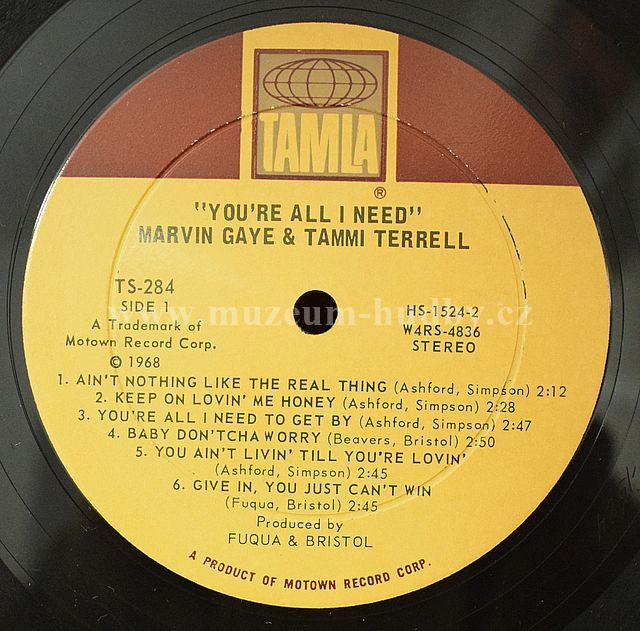 TAMLA
®
"YOU'RE ALL I NEED"
MARVIN GAYE & TAMMI TERRELL
TS-284
SIDE 1
A Trademark of
Motown Record Corp.
© 1968
HS-1524-2
W4RS-4836
STEREO
www.muzeum-hudby.cz
1. AIN'T NOTHING LIKE THE REAL THING (Ashford, Simpson) 2:12
2. KEEP ON LOVIN' ME HONEY (Ashford, Simpson) 2:28
3. YOU'RE ALL I NEED TO GET BY (Ashford, Simpson) 2:47
4. BABY DON'TCHA WORRY (Beavers, Bristol) 2:50
5. YOU AIN'T LIVIN' TILL YOU'RE LOVIN'
(Ashford, Simpson) 2:45
6. GIVE IN, YOU JUST CAN'T WIN
(Fuqua, Bristol) 2:45
Produced by
FUQUA & BRISTOL
A PRODUCT OF MOTOWN RECORD CORP.